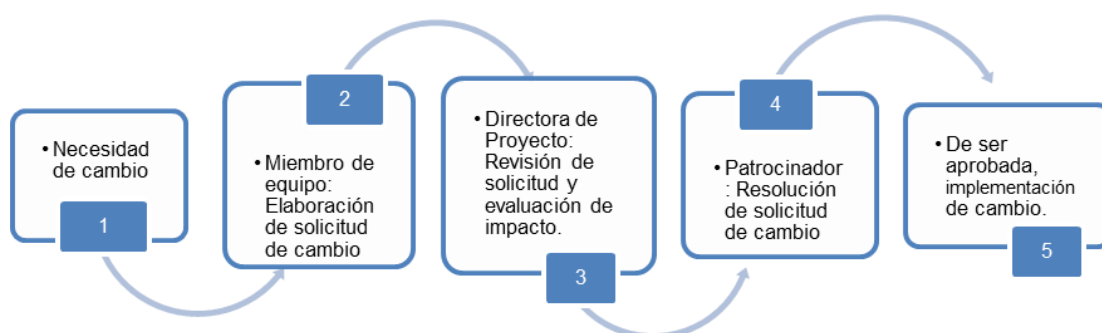 1
• Necesidad
de cambio
2
• Miembro de
equipo:
Elaboración
de solicitud
de cambio
3
• Directora de
Proyecto:
Revisión de
solicitud y
evaluación de
impacto.
4
• Patrocinador
: Resolución
de solicitud
de cambio
5
• De ser
aprobada,
implementación
de cambio.